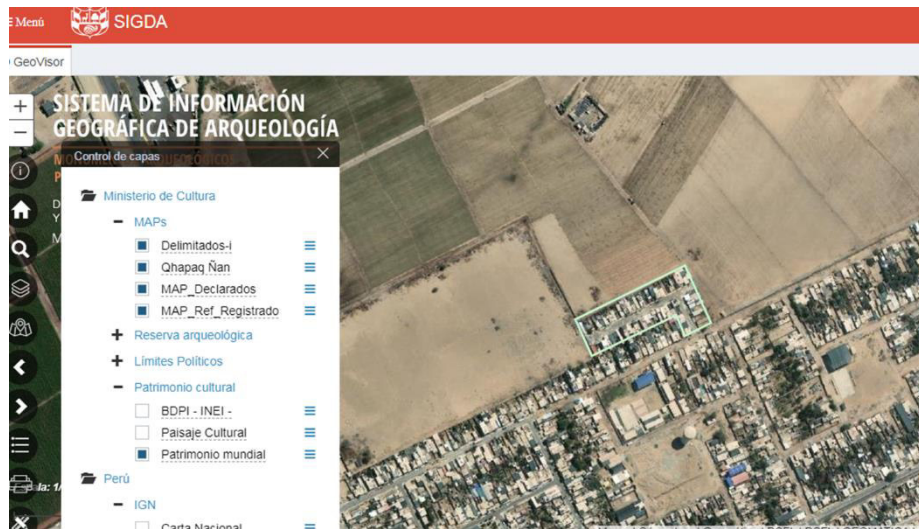 Menú
SIGDA
GeoVisor
SISTEMA DE INFORMACIÓN
GEOGRÁFICA DE ARQUEOLOGÍA
Control de capas
Ministerio de Cultura
MAPs
Delimitados-i
Qhapaq Ñan
MAP_Declarados
MAP_Ref_Registrado
Reserva arqueológica
Límites Políticos
Patrimonio cultural
BDPI - INEI -
Paisaje Cultural
Patrimonio mundial
Perú
IGN
Carta Nacional